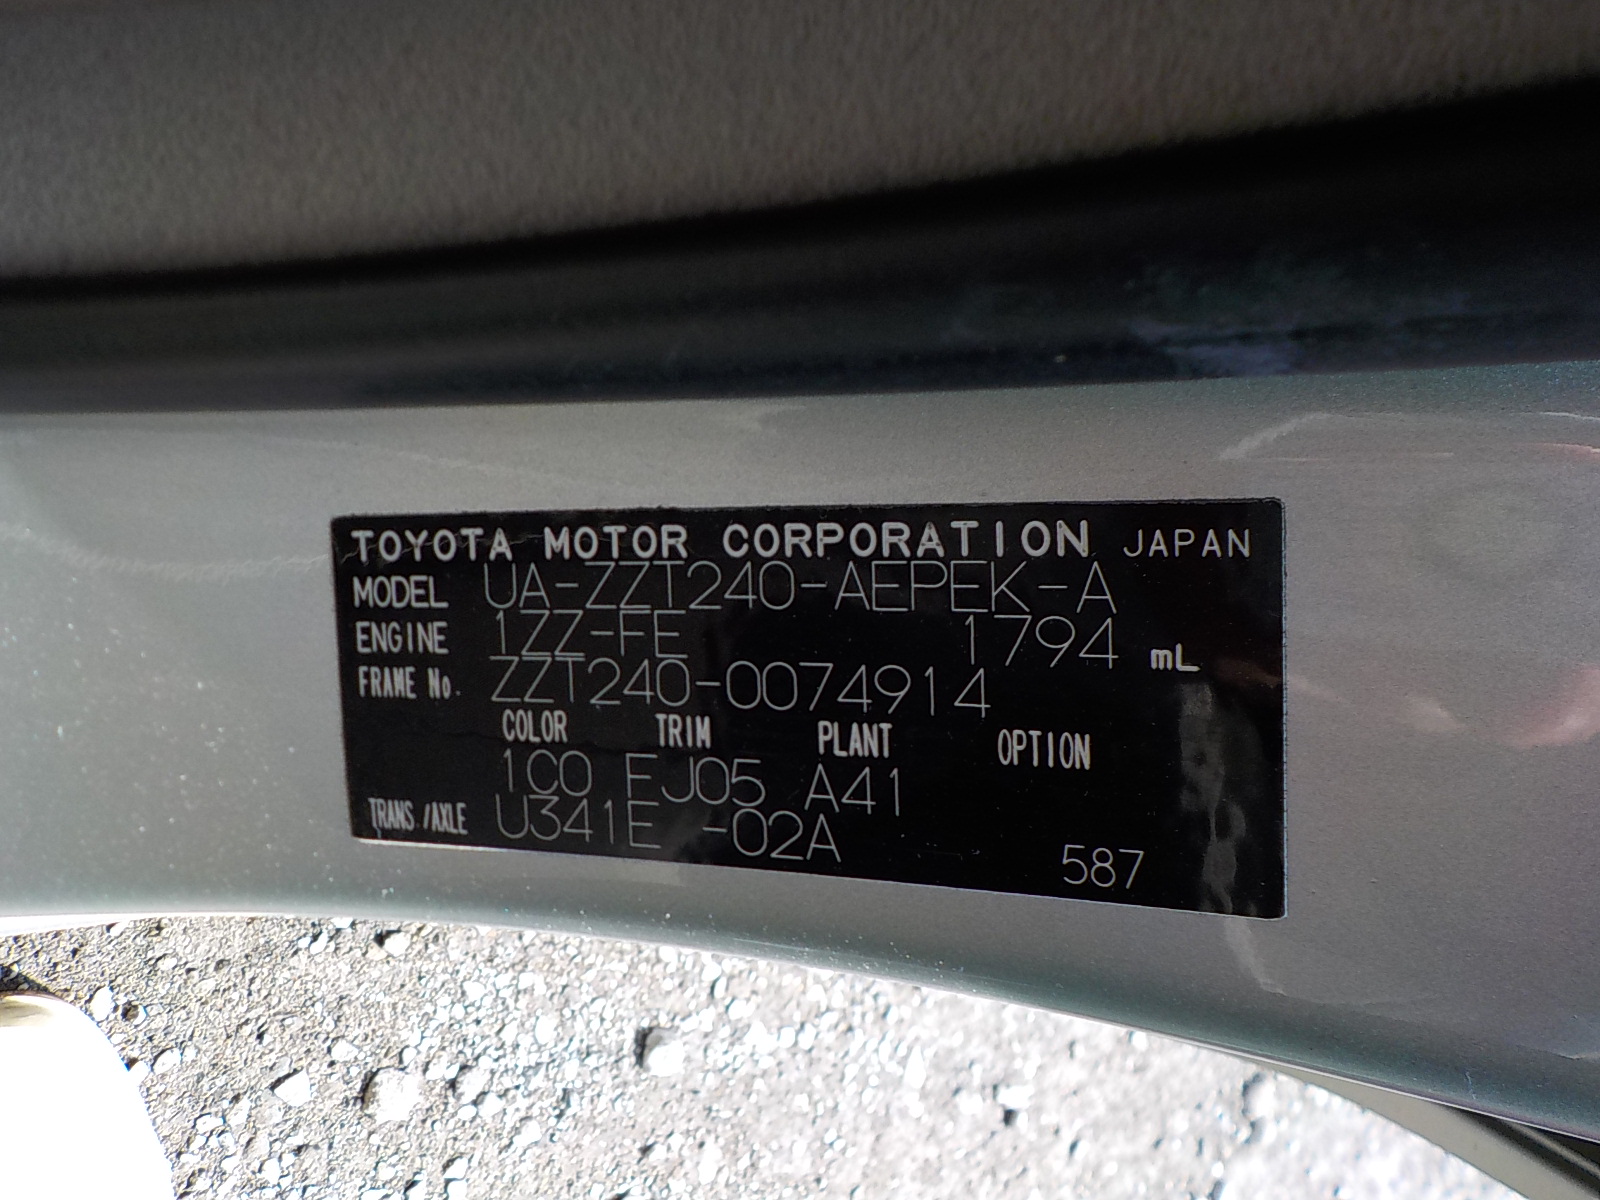 TOYOTA MOTOR CORPORATION JAPAN
MODEL UA-ZZT240-AEPEK-A
ENGINE 1ZZ-FE 1794 mL
FRAME No. ZZT240-0074914
COLOR TRIM PLANT OPTION
1C0 FJ05 A41
TRANS./AXLE U341E -02A
587